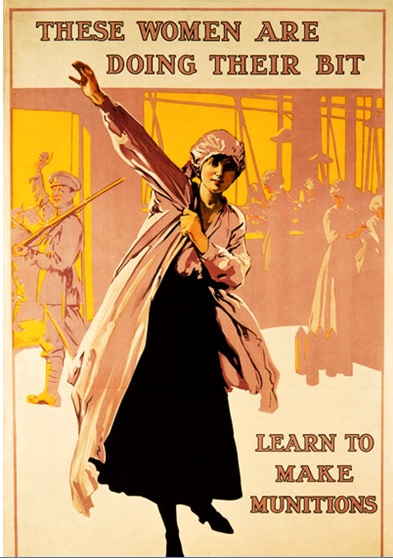 THESE WOMEN ARE
DOING THEIR BIT
LEARN TO
MAKE
MUNITIONS